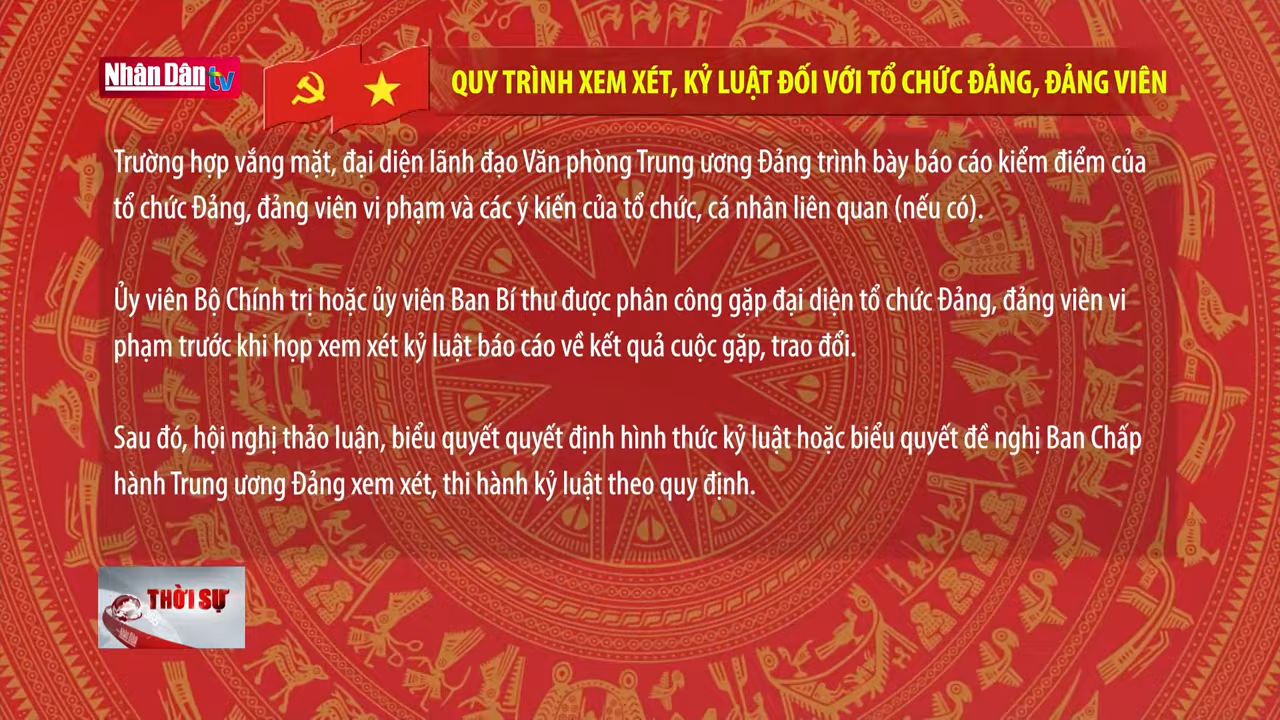 Nhân Dân tv
QUY TRÌNH XEM XÉT, KỶ LUẬT ĐỐI VỚI TỔ CHỨC ĐẢNG, ĐẢNG VIÊN
Trường hợp vắng mặt, đại diện lãnh đạo Văn phòng Trung ương Đảng trình bày báo cáo kiểm điểm của
tổ chức Đảng, đảng viên vi phạm và các ý kiến của tổ chức, cá nhân liên quan (nếu có).
Ủy viên Bộ Chính trị hoặc ủy viên Ban Bí thư được phân công gặp đại diện tổ chức Đảng, đảng viên vi
phạm trước khi họp xem xét kỷ luật báo cáo về kết quả cuộc gặp, trao đổi.
Sau đó, hội nghị thảo luận, biểu quyết quyết định hình thức kỷ luật hoặc biểu quyết đề nghị Ban Chấp
hành Trung ương Đảng xem xét, thi hành kỷ luật theo quy định.
THỜI SỰ